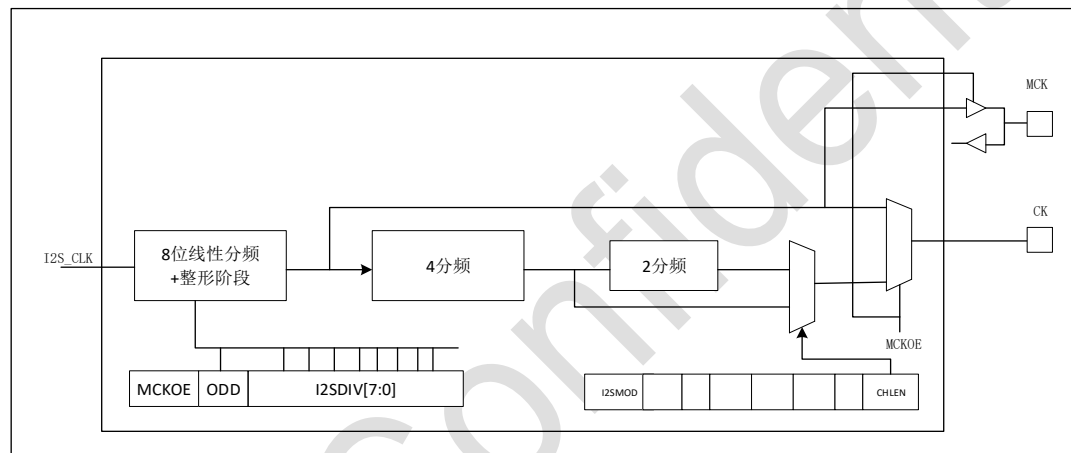 MCK
CK
I2S_CLK
8位线性分频
+整形阶段
4分频
2分频
MCKOE
MCKOE ODD I2SDIV[7:0]
I2SMOD CHLEN
Confident